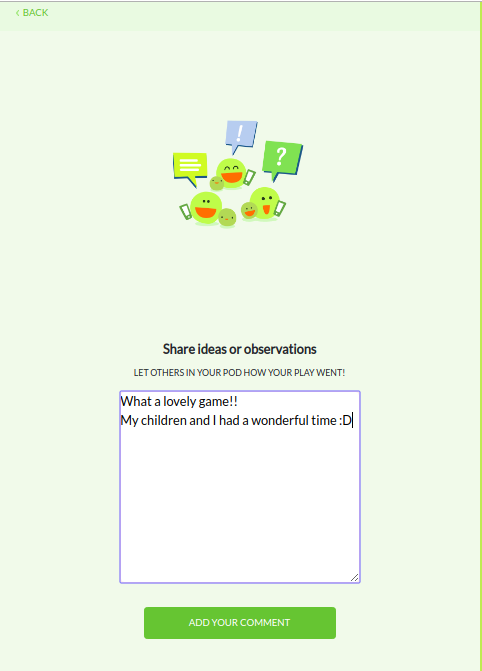 ‹ BACK
!
?
Share ideas or observations
LET OTHERS IN YOUR POD HOW YOUR PLAY WENT!
What a lovely game!!
My children and I had a wonderful time :D
ADD YOUR COMMENT